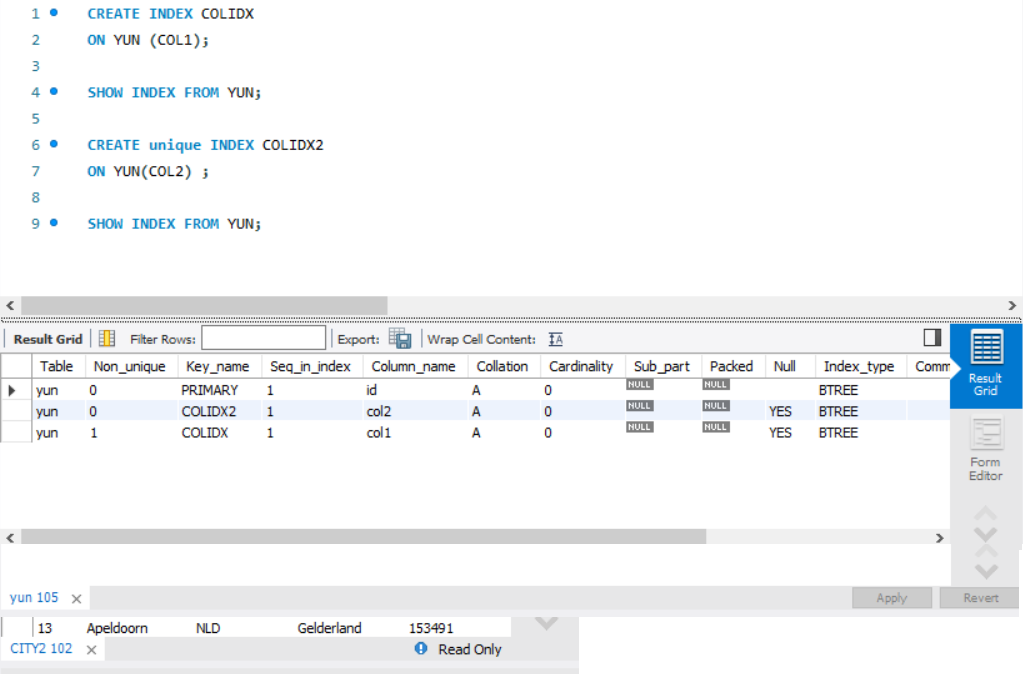 1 CREATE INDEX COLIDX
2 ON YUN (COL1);
3
4 SHOW INDEX FROM YUN;
5
6 CREATE unique INDEX COLIDX2
7 ON YUN(COL2) ;
8
9 SHOW INDEX FROM YUN;
Result Grid Filter Rows: Export: Wrap Cell Content: IA
Table Non_unique Key_name Seq_in_index Column_name Collation Cardinality Sub_part Packed Null Index_type Comm
yun 0 PRIMARY 1 id A 0 NULL NULL BTREE
yun 0 COLIDX2 1 col2 A 0 NULL NULL YES BTREE
yun 1 COLIDX 1 col1 A 0 NULL NULL YES BTREE
Result
Grid
Form
Editor
yun 105 Apply Revert
13 Apeldoorn NLD Gelderland 153491
CITY2 102 Read Only